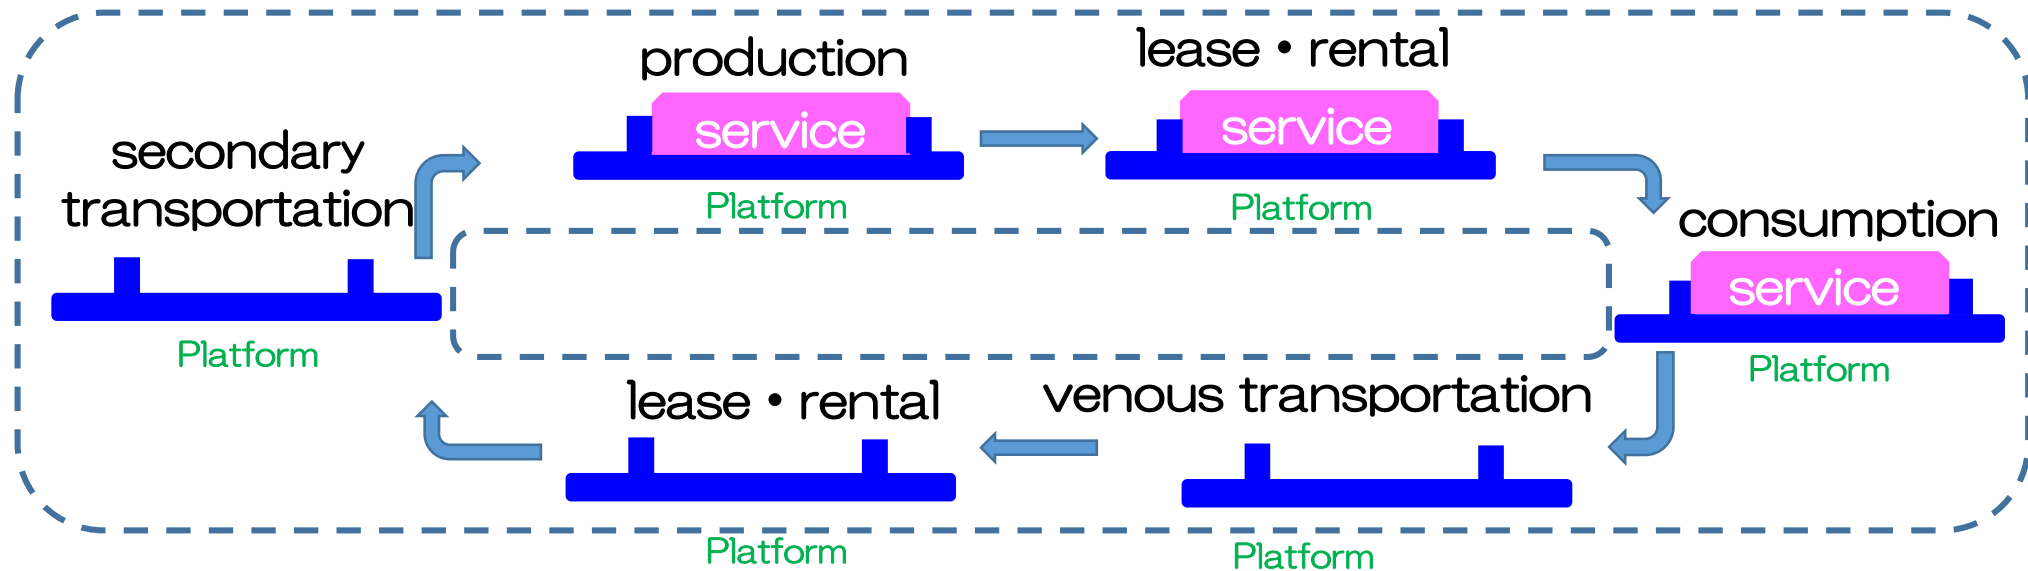 production
service
Platform
lease・rental
service
Platform
consumption
service
Platform
venous transportation
Platform
lease・rental
Platform
secondary
transportation
Platform